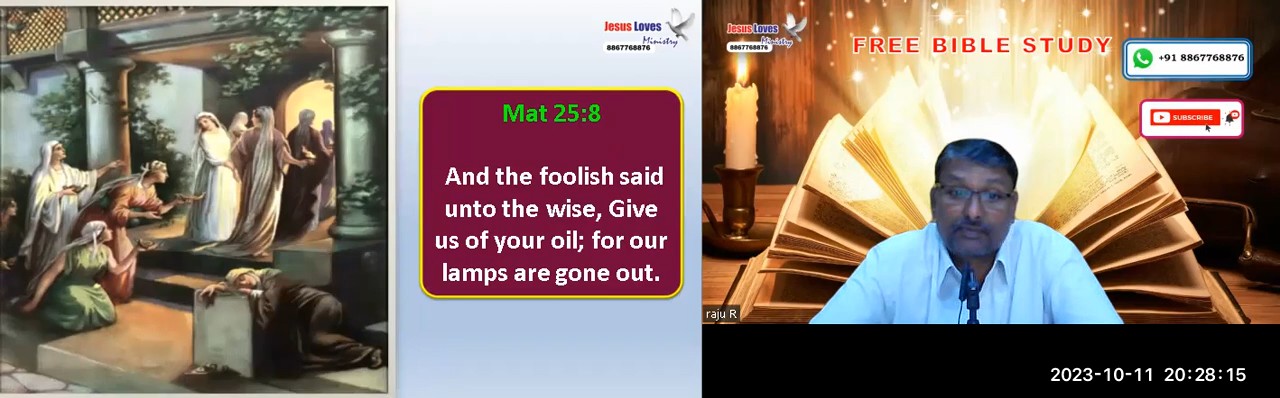 Jesus Loves
Ministry
8867768876
Mat 25:8
And the foolish said
unto the wise, Give
us of your oil; for our
lamps are gone out.
Jesus Loves
Ministry
8867768876
FREE BIBLE STUDY
+91 8867768876
SUBSCRIBE
raju R
2023-10-11 20:28:15